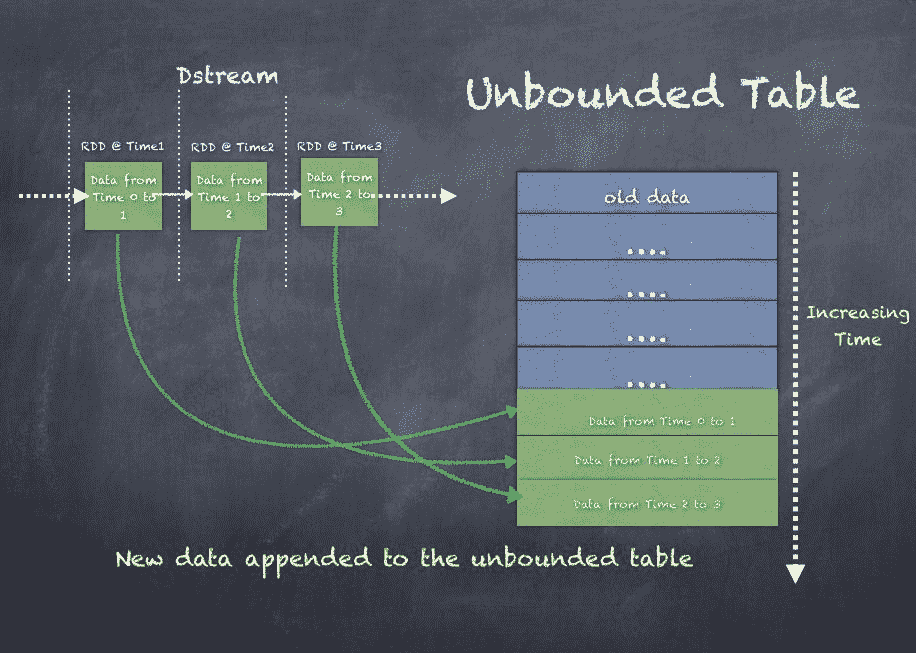 Dstream
Unbounded Table
RDD @ Time1
RDD @ Time2
RDD @ Time3
Data from
Time 0 to
1
Data from
Time 1 to
2
Data from
Time 2 to
3
old data
....
....
....
....
Increasing
Time
Data from Time 0 to 1
Data from Time 1 to 2
Data from Time 2 to 3
New data appended to the unbounded table